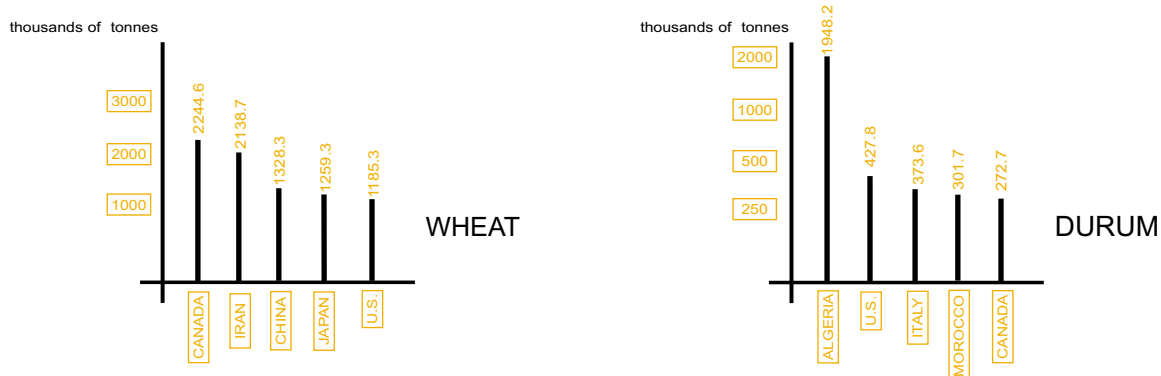 thousands of tonnes
3000
2000
1000
2244.6
2138.7
1328.3
1259.3
1185.3
WHEAT
CANADA
IRAN
CHINA
JAPAN
U.S.
thousands of tonnes
2000
1000
500
250
1948.2
427.8
373.6
301.7
272.7
DURUM
ALGERIA
U.S.
ITALY
MOROCCO
CANADA